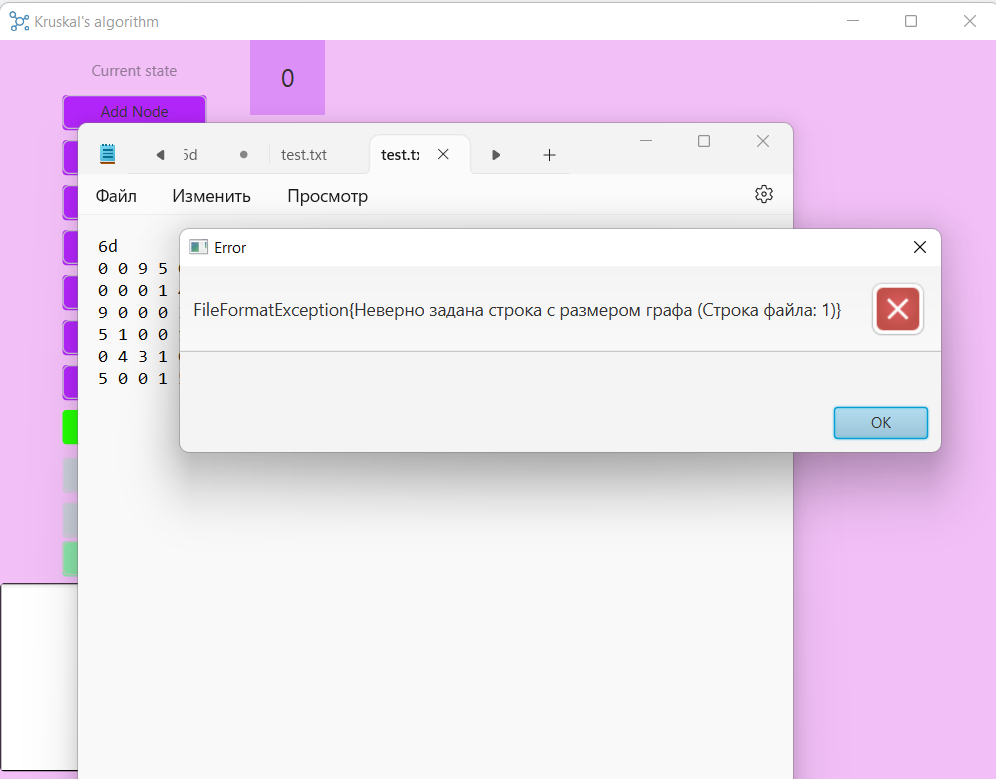 Kruskal's algorithm
Current state
0
Add Node
5d
test.txt
Файл
Изменить
Просмотр
6d
0 0 9 5
0 0 0 1
9 0 0 0
5 1 0 0
0 4 3 1
5 0 0 1
Error
FileFormatException{Неверно задана строка с размером графа (Строка файла: 1)}
OK